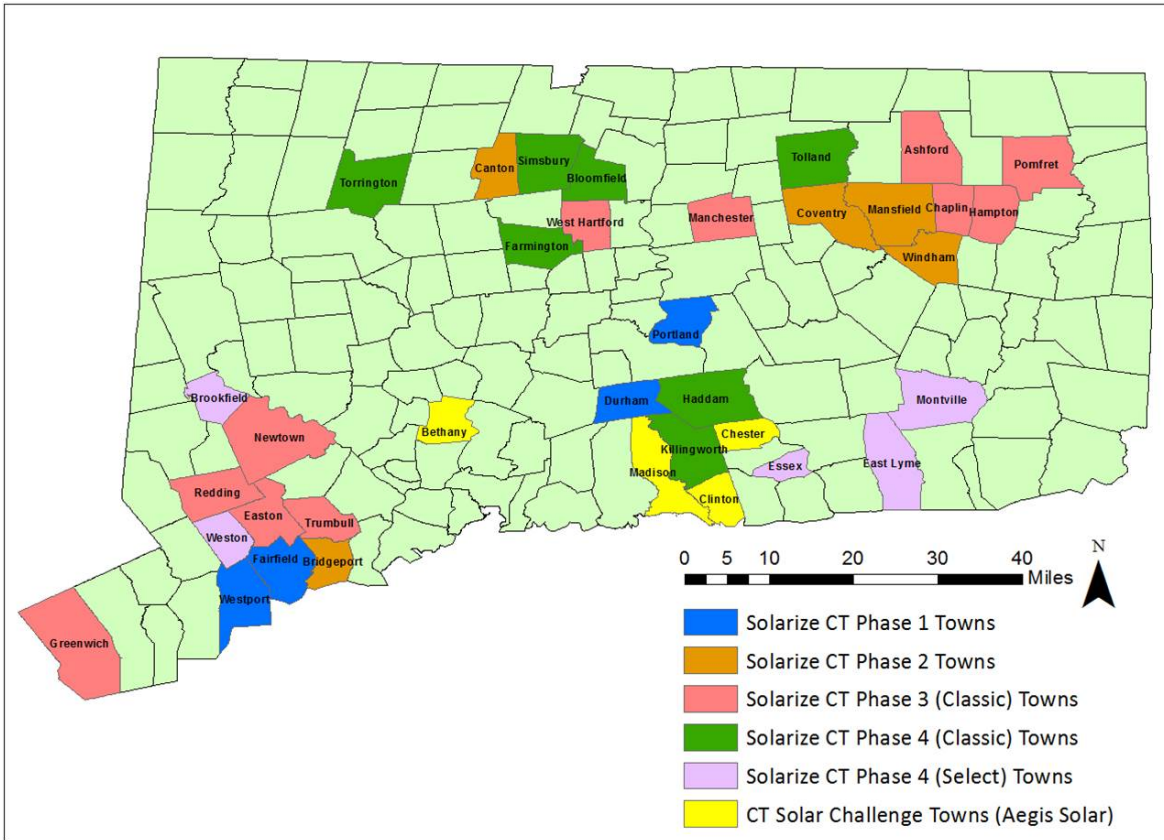 Ashford
Tolland
Pomfret
Simsbury
Canton
Bloomfield
Torrington
Chaplin
Hampton
Mansfield
Coventry
West Hartford
Manchester
Farmington
Windham
Portland
Brookfield
Durham
Haddam
Montville
Bethany
Chester
Newtown
Killingworth
Essex
East Lyme
Madison
Redding
Clinton
Easton
Trumbull
Weston
Fairfield
Bridgeport
Westport
Greenwich
N
0 5 10 20 30 40
Miles
Solarize CT Phase 1 Towns
Solarize CT Phase 2 Towns
Solarize CT Phase 3 (Classic) Towns
Solarize CT Phase 4 (Classic) Towns
Solarize CT Phase 4 (Select) Towns
CT Solar Challenge Towns (Aegis Solar)